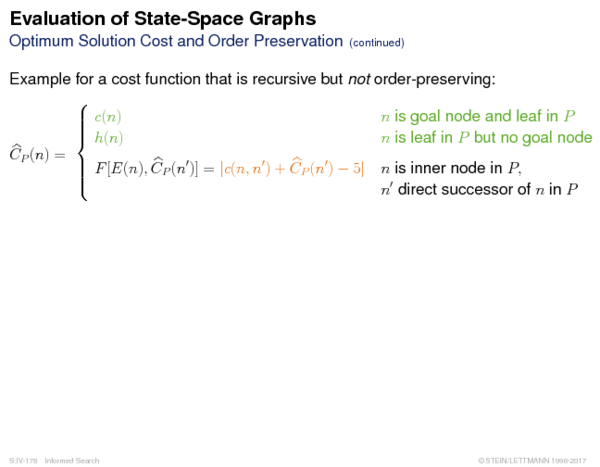 Evaluation of State-Space Graphs
Optimum Solution Cost and Order Preservation (continued)
Example for a cost function that is recursive but not order-preserving:
c(n) n is goal node and leaf in P
h(n) n is leaf in P but no goal node
Ĉ_P(n) = { F[E(n), Ĉ_P(n′)] = |c(n, n′) + Ĉ_P(n′) − 5| n is inner node in P,
n′ direct successor of n in P
S:IV-178 Informed Search ©STEIN/LETTMANN 1998-2017